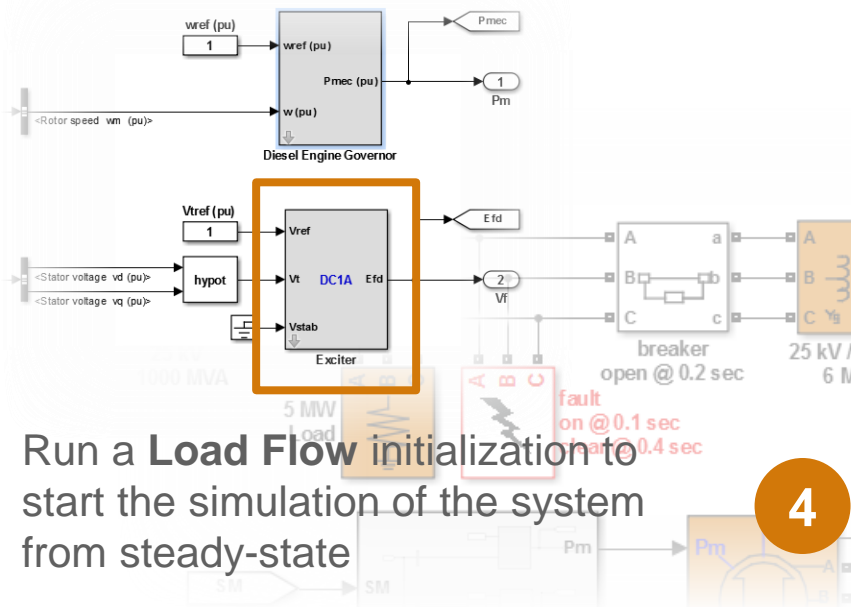 wref (pu)
1
wref (pu)
Pmec (pu)
w (pu)
<Rotor speed wm (pu)>
Diesel Engine Governor
Pmec
1
Pm
Vtref (pu)
1
<Stator voltage vd (pu)>
<Stator voltage vq (pu)>
hypot
Vref
Vt
DC1A
Efd
Vstab
Exciter
Efd
2
Vf
A
a
A
B
b
B
C
c
C Yg
breaker
open @ 0.2 sec
25 kV /
6 M
1000 MVA
A B C
5 MW
Load
A B C
fault
on @ 0.1 sec
clear @ 0.4 sec
Run a Load Flow initialization to
start the simulation of the system
from steady-state
4
SM
SM
Pm
Pm
A
B